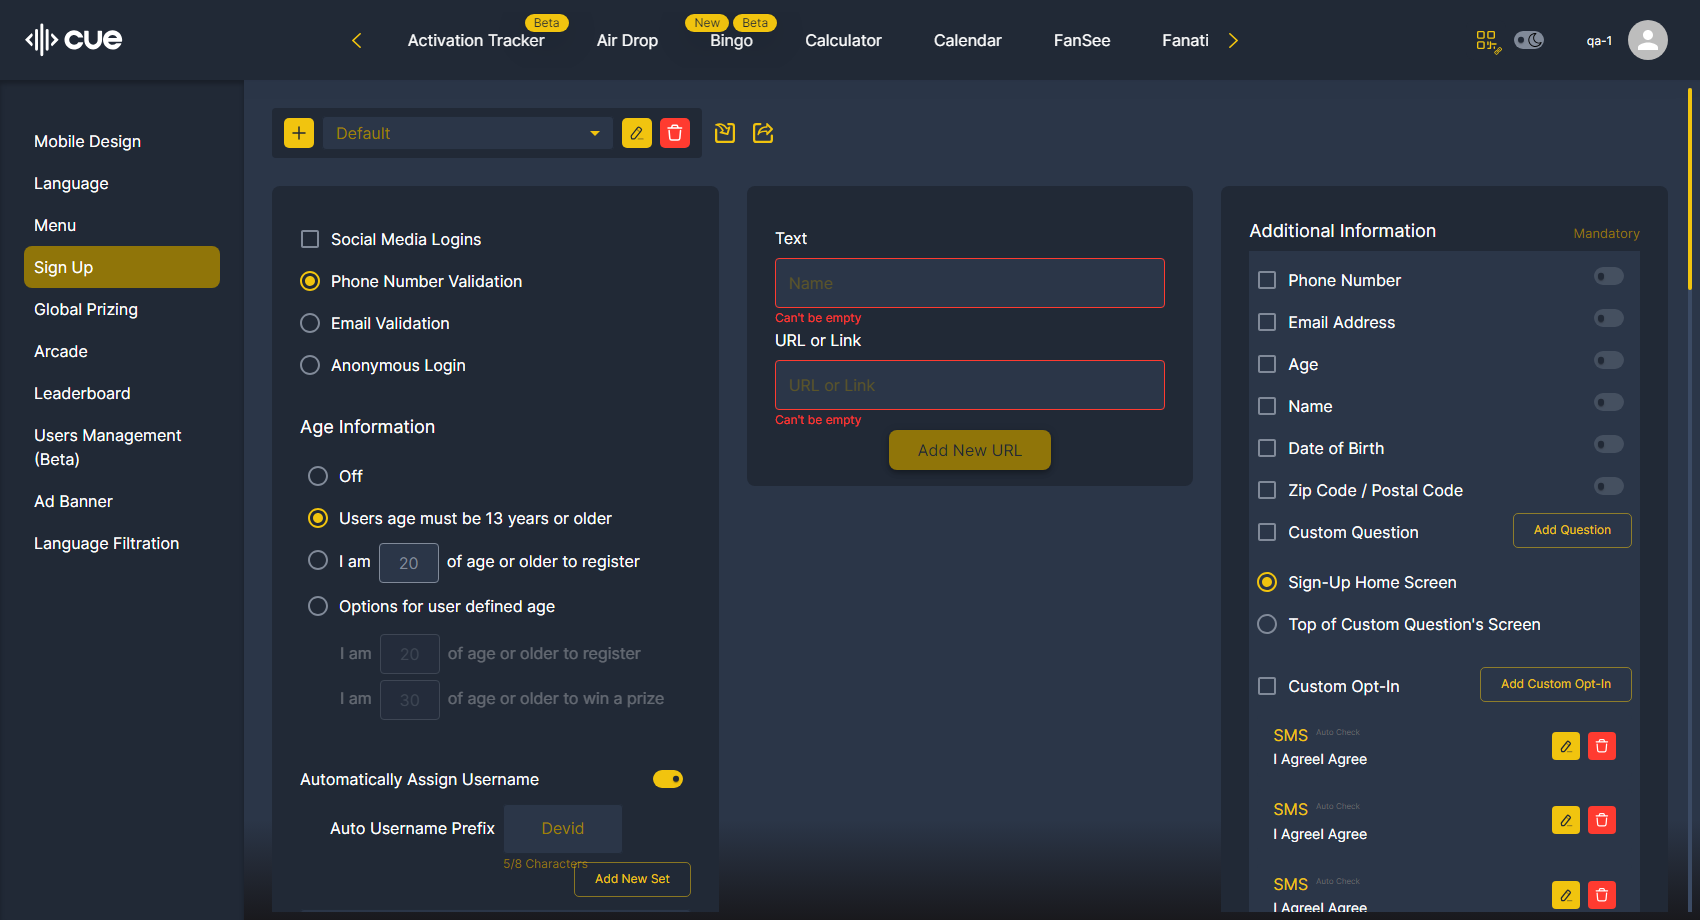 cue
Activation Tracker
Beta
Air Drop
Bingo
New
Beta
Calculator
Calendar
FanSee
Fanati
qa-1
Mobile Design
Language
Menu
Sign Up
Global Prizing
Arcade
Leaderboard
Users Management
(Beta)
Ad Banner
Language Filtration
Default
Social Media Logins
Phone Number Validation
Email Validation
Anonymous Login
Age Information
Off
Users age must be 13 years or older
I am 20 of age or older to register
Options for user defined age
I am 20 of age or older to register
I am 30 of age or older to win a prize
Automatically Assign Username
Auto Username Prefix Devid
5/8 Characters
Add New Set
Text
Name
Can't be empty
URL or Link
URL or Link
Can't be empty
Add New URL
Additional Information Mandatory
Phone Number
Email Address
Age
Name
Date of Birth
Zip Code / Postal Code
Custom Question Add Question
Sign-Up Home Screen
Top of Custom Question's Screen
Custom Opt-In Add Custom Opt-In
SMS Auto Check
I AgreeI Agree
SMS Auto Check
I AgreeI Agree
SMS Auto Check
I AgreeI Agree